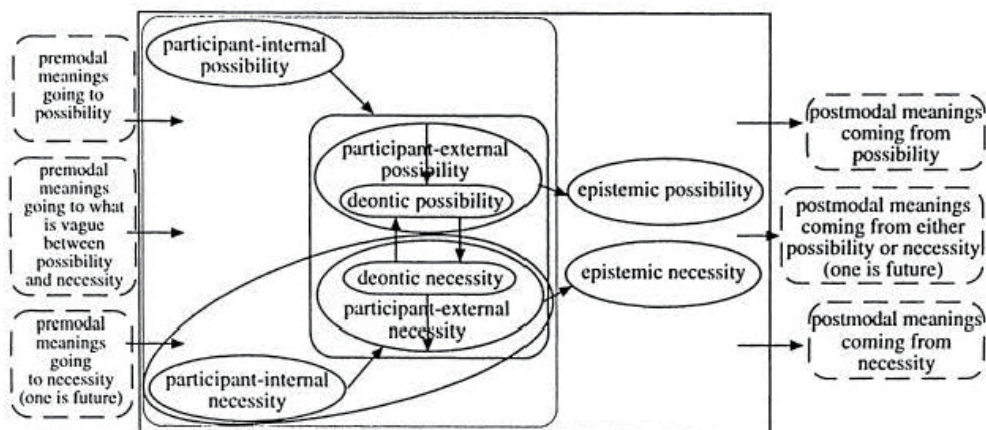 premodal
meanings
going to
possibility
premodal
meanings
going to what
is vague
between
possibility
and necessity
premodal
meanings
going
to necessity
(one is future)
participant-internal
possibility
participant-external
possibility
deontic possibility
deontic necessity
participant-external
necessity
participant-internal
necessity
epistemic possibility
epistemic necessity
postmodal meanings
coming from
possibility
postmodal meanings
coming from either
possibility or necessity
(one is future)
postmodal meanings
coming from
necessity